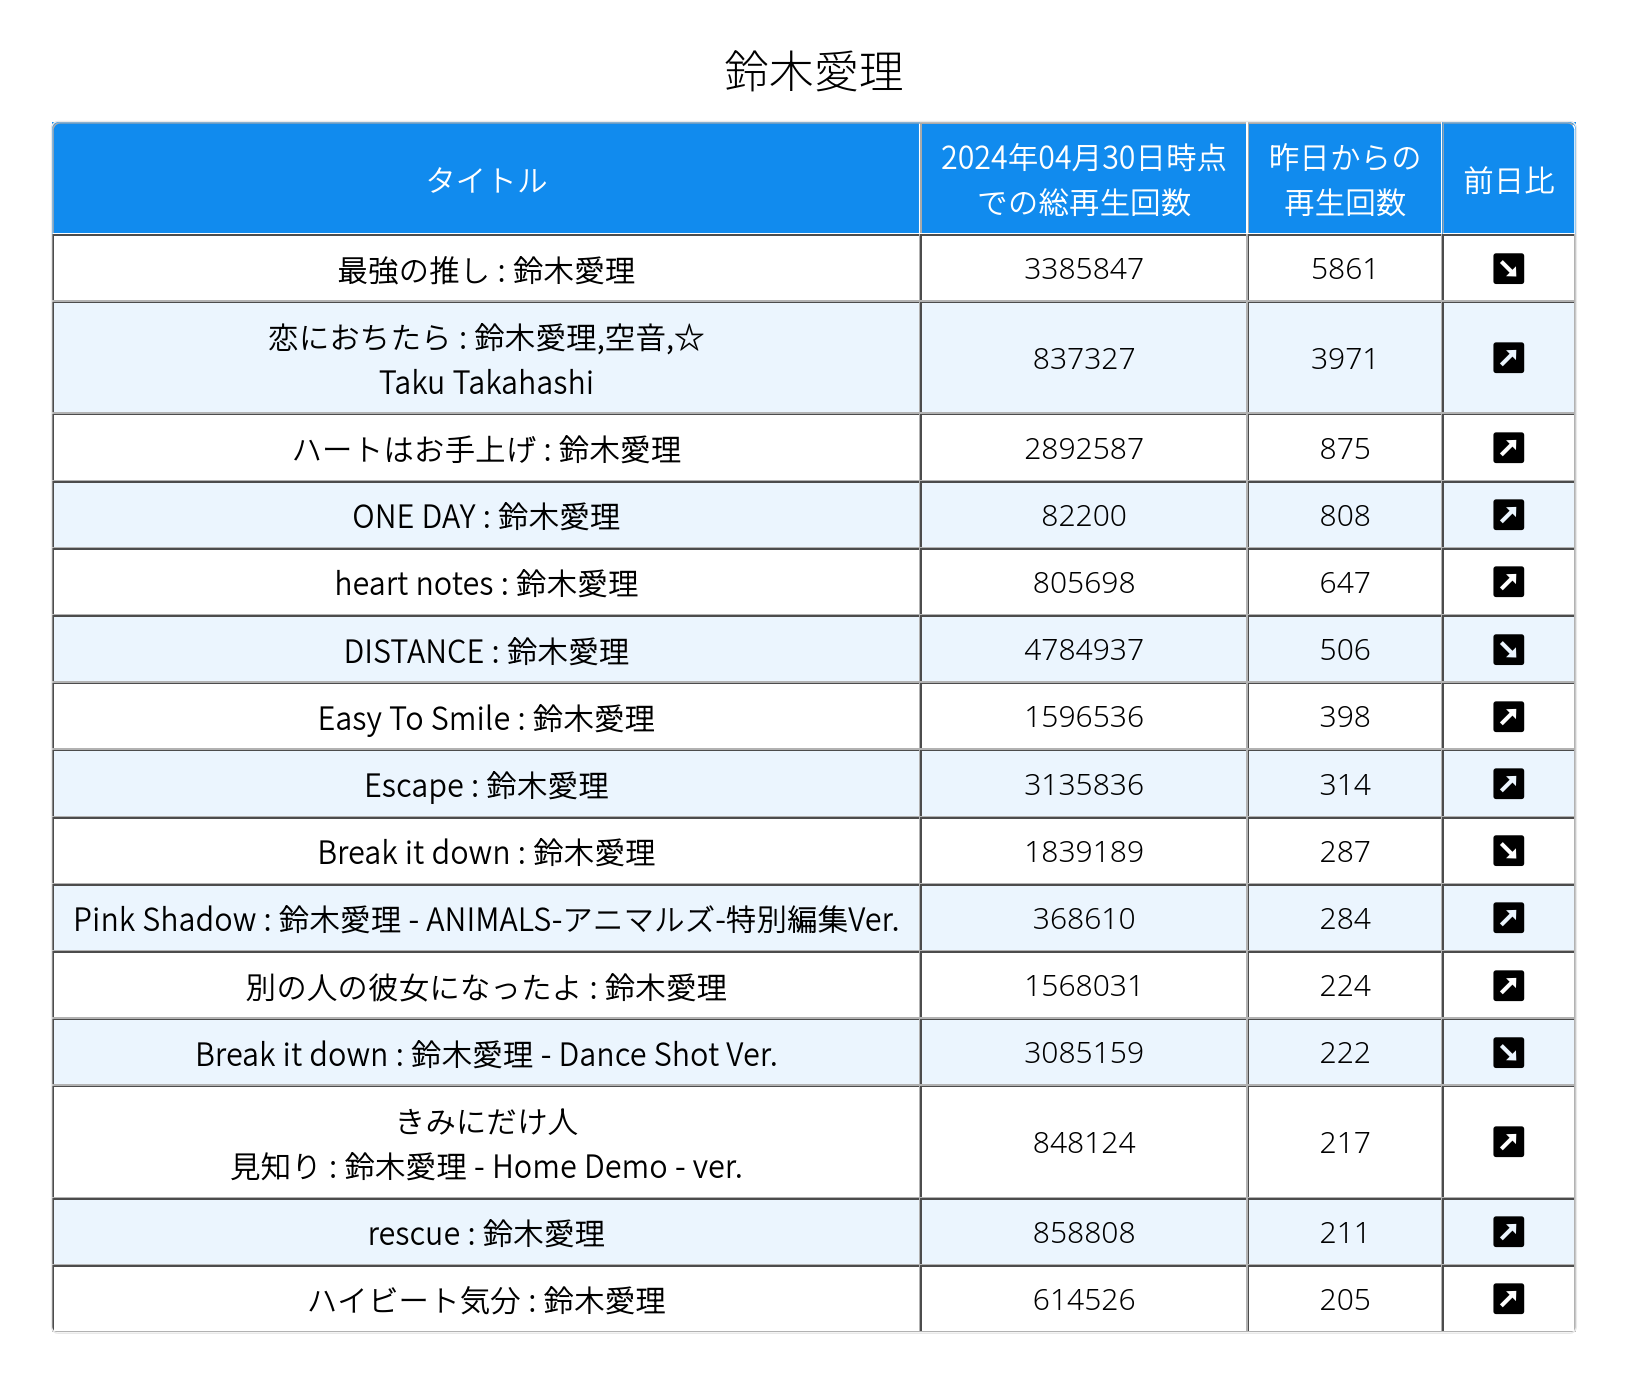 鈴木愛理
タイトル
2024年04月30日時点
での総再生回数
昨日からの
再生回数
前日比
最強の推し : 鈴木愛理 3385847 5861 ↘
恋におちたら : 鈴木愛理,空音,☆
Taku Takahashi
837327 3971 ↗
ハートはお手上げ : 鈴木愛理 2892587 875 ↗
ONE DAY : 鈴木愛理 82200 808 ↗
heart notes : 鈴木愛理 805698 647 ↗
DISTANCE : 鈴木愛理 4784937 506 ↘
Easy To Smile : 鈴木愛理 1596536 398 ↗
Escape : 鈴木愛理 3135836 314 ↗
Break it down : 鈴木愛理 1839189 287 ↘
Pink Shadow : 鈴木愛理 - ANIMALS-アニマルズ-特別編集Ver. 368610 284 ↗
別の人の彼女になったよ : 鈴木愛理 1568031 224 ↗
Break it down : 鈴木愛理 - Dance Shot Ver. 3085159 222 ↘
きみにだけ人
見知り : 鈴木愛理 - Home Demo - ver.
848124 217 ↗
rescue : 鈴木愛理 858808 211 ↗
ハイビート気分 : 鈴木愛理 614526 205 ↗